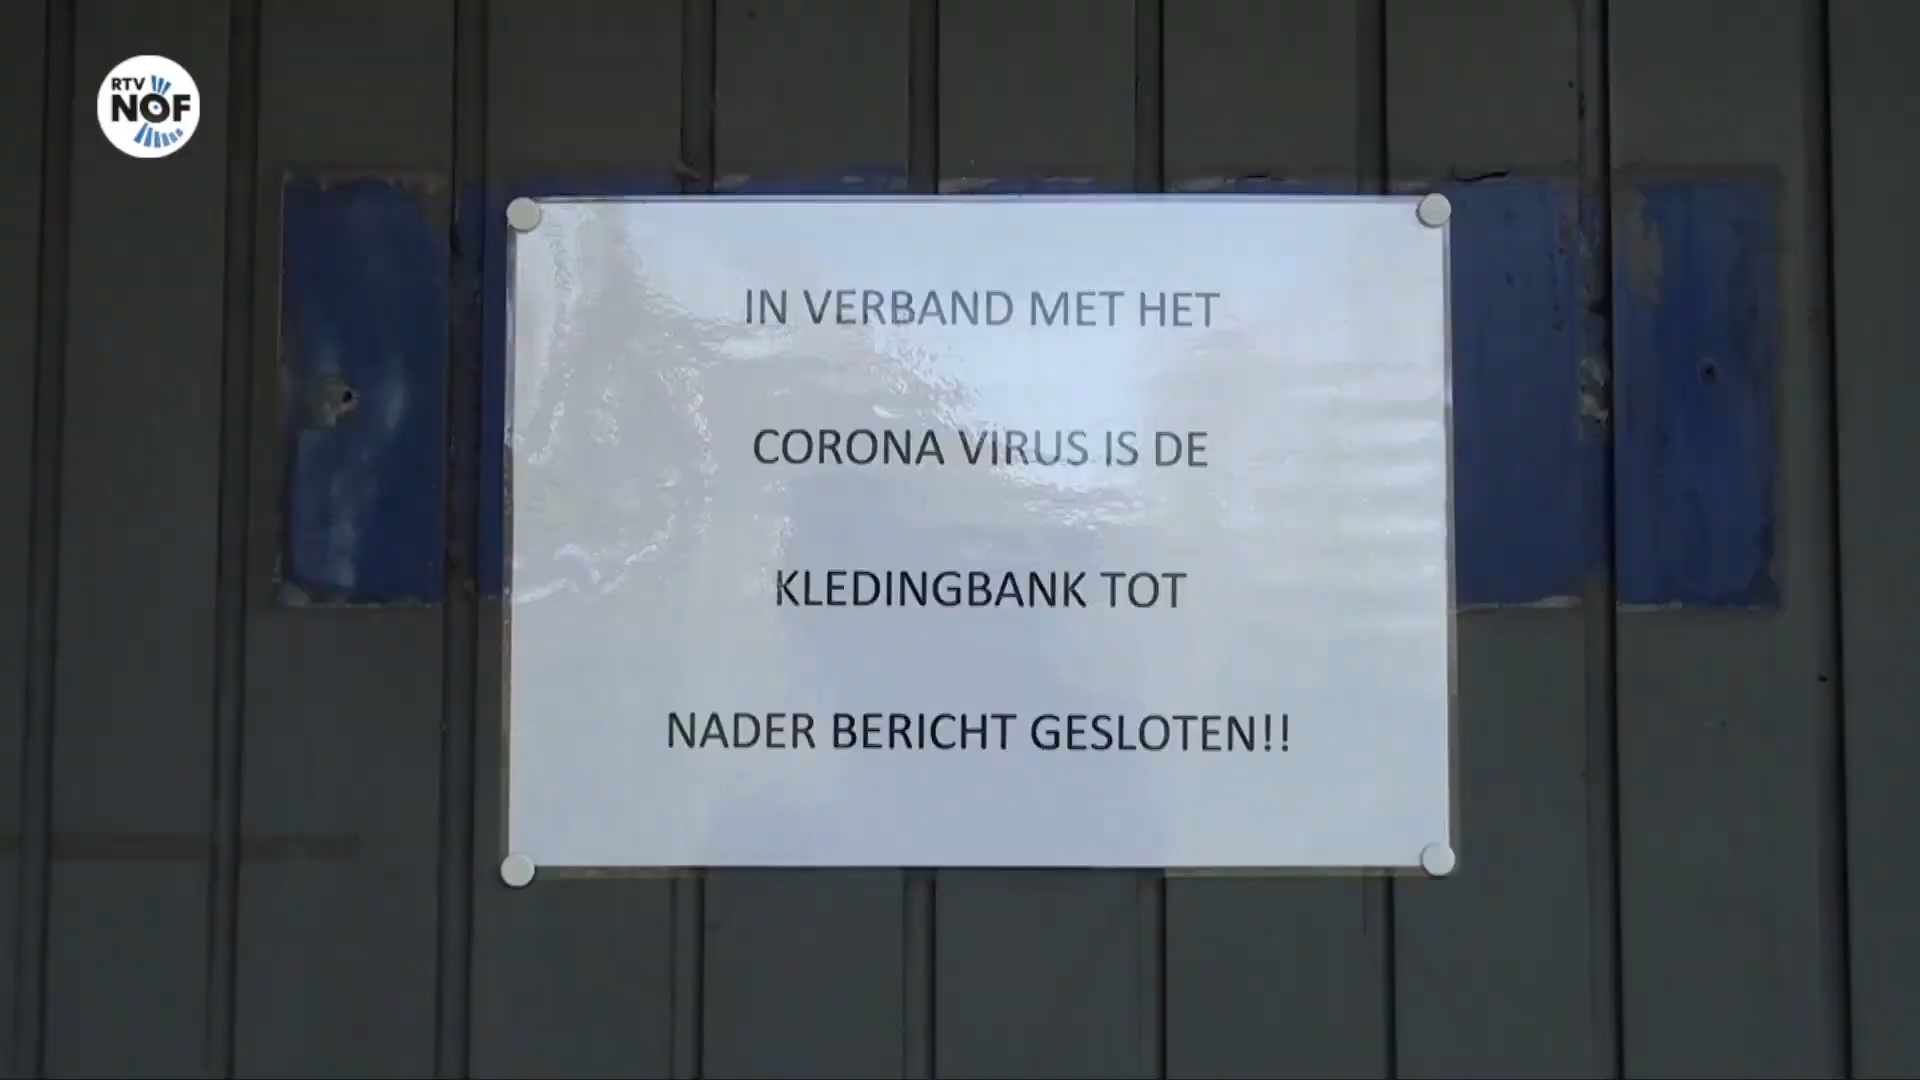 RTV
NOF
IN VERBAND MET HET
CORONA VIRUS IS DE
KLEDINGBANK TOT
NADER BERICHT GESLOTEN!!